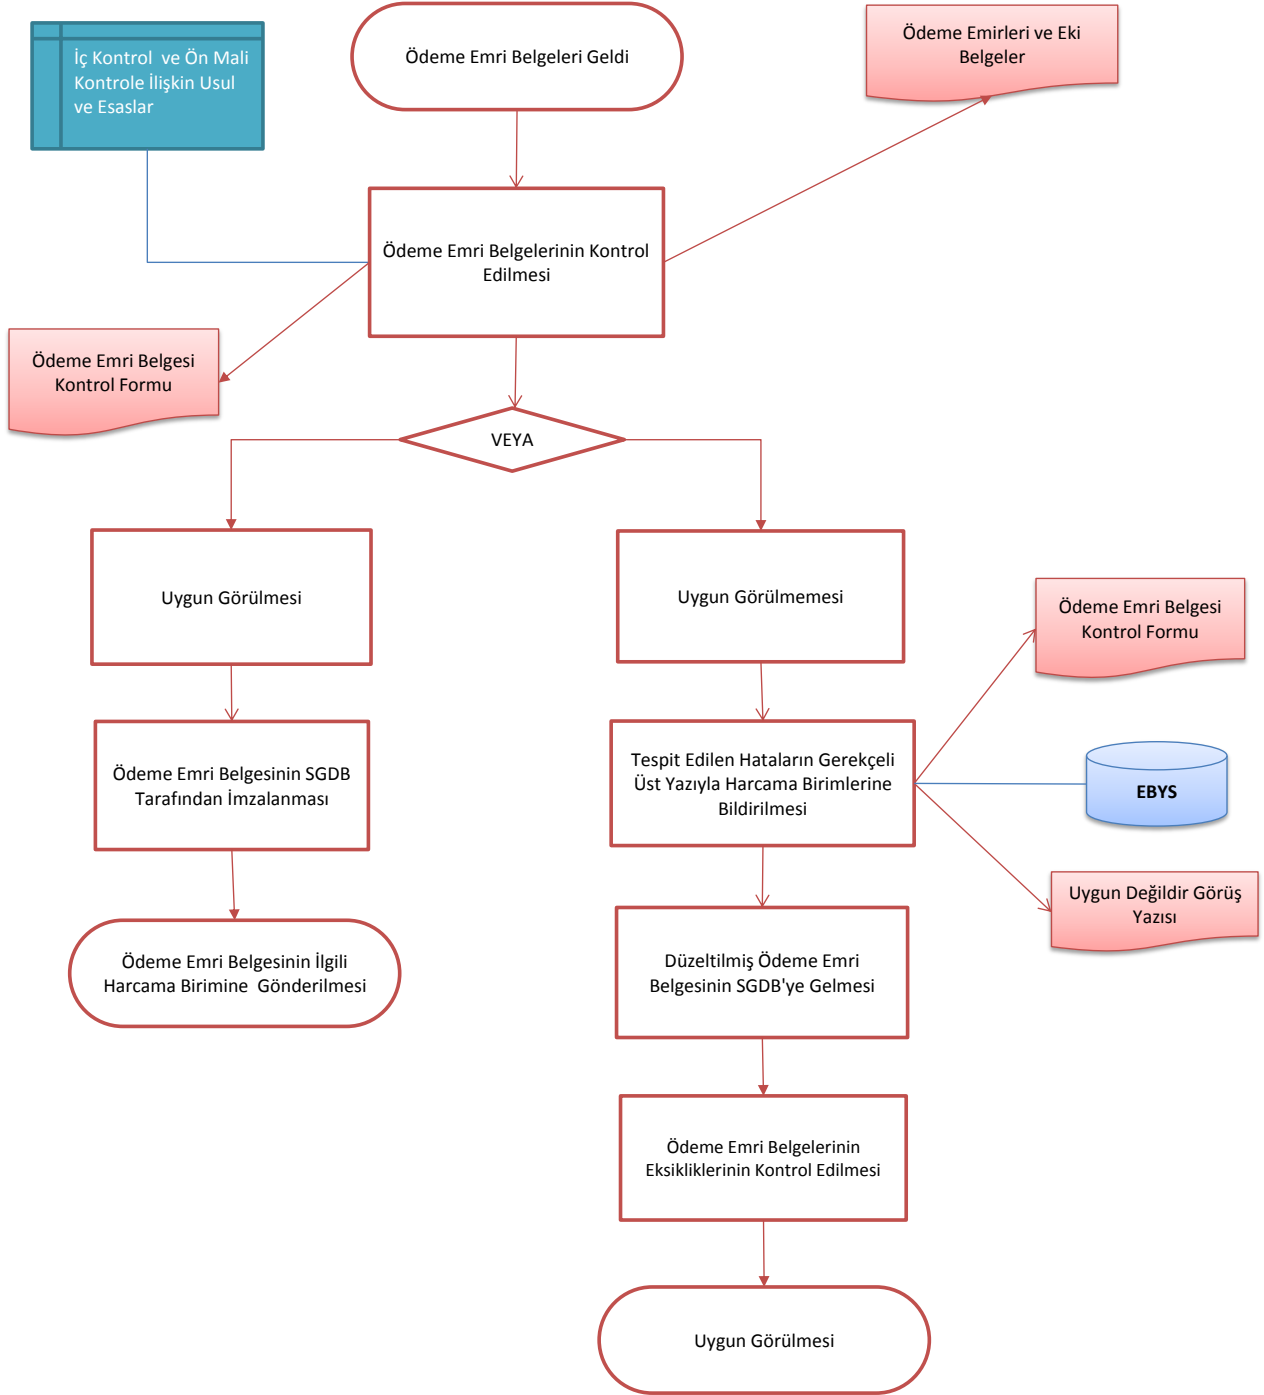 İç Kontrol ve Ön Mali
Kontrole İlişkin Usul
ve Esaslar
Ödeme Emri Belgeleri Geldi
Ödeme Emirleri ve Eki
Belgeler
Ödeme Emri Belgelerinin Kontrol
Edilmesi
Ödeme Emri Belgesi
Kontrol Formu
VEYA
Uygun Görülmesi
Uygun Görülmemesi
Ödeme Emri Belgesi
Kontrol Formu
Ödeme Emri Belgesinin SGDB
Tarafından İmzalanması
Tespit Edilen Hataların Gerekçeli
Üst Yazıyla Harcama Birimlerine
Bildirilmesi
EBYS
Uygun Değildir Görüş
Yazısı
Ödeme Emri Belgesinin İlgili
Harcama Birimine Gönderilmesi
Düzeltilmiş Ödeme Emri
Belgesinin SGDB'ye Gelmesi
Ödeme Emri Belgelerinin
Eksikliklerinin Kontrol Edilmesi
Uygun Görülmesi